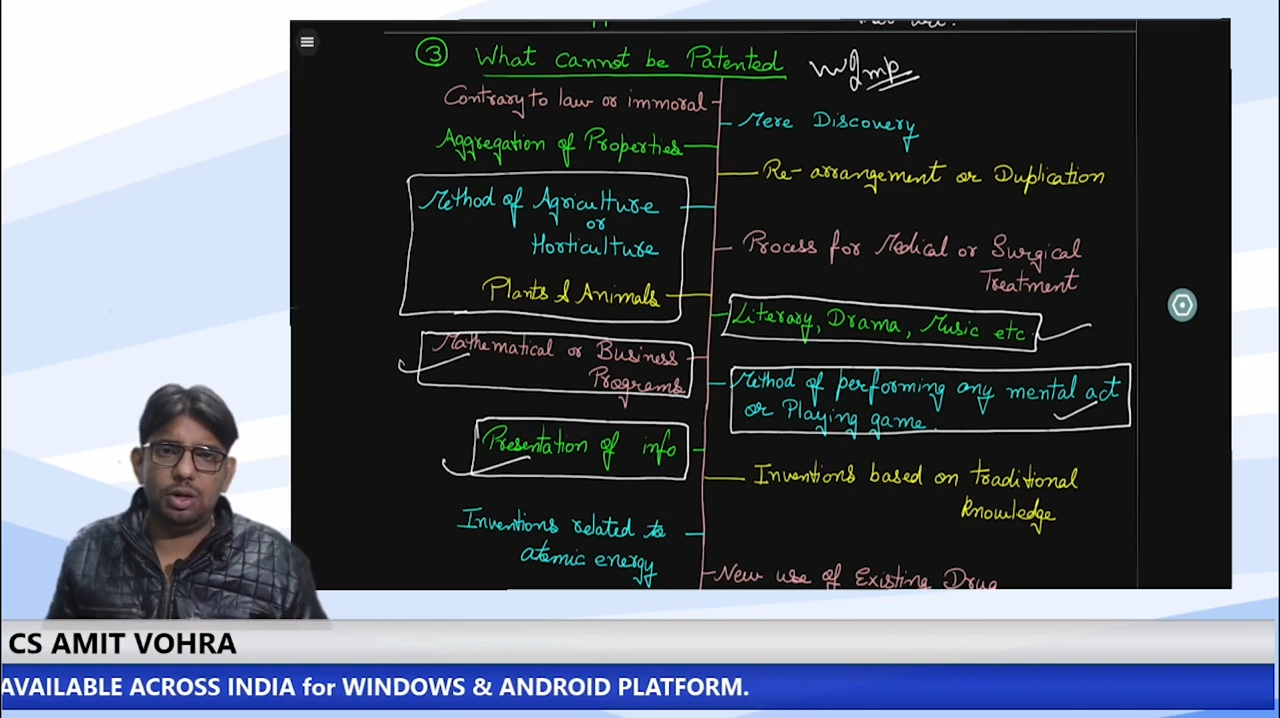 ③ What cannot be Patented
Imp
Contrary to law or immoral
Mere Discovery
Aggregation of Properties
Re-arrangement or Duplication
Method of Agriculture
or
Horticulture
Process for Medical or Surgical
Treatment
Plants & Animals
Literary, Drama, Music etc
Mathematical or Business
Programs
Method of performing any mental act
or Playing game.
Presentation of info
Inventions based on traditional
knowledge
Inventions related to
atomic energy
New use of Existing Drug
CS AMIT VOHRA
AVAILABLE ACROSS INDIA for WINDOWS & ANDROID PLATFORM.